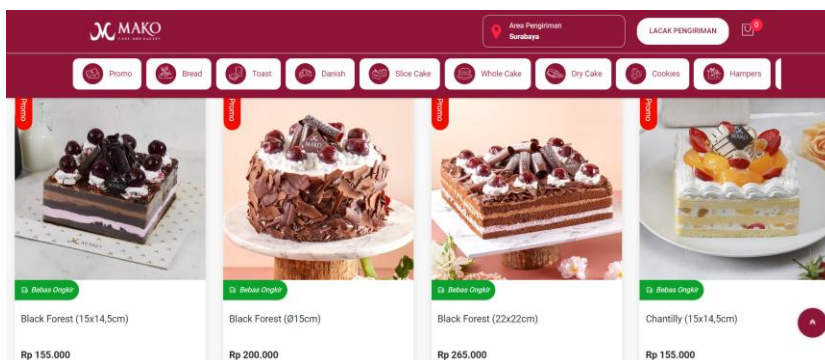 MAKO
CAKE AND BAKERY
Area Pengiriman
Surabaya
LACAK PENGIRIMAN
0
Promo
Bread
Toast
Danish
Slice Cake
Whole Cake
Dry Cake
Cookies
Hampers
Promo
Promo
Promo
Promo
MAKO
MAKO
MAKO
Bebas Ongkir
Bebas Ongkir
Bebas Ongkir
Bebas Ongkir
Black Forest (15x14,5cm)
Black Forest (Ø15cm)
Black Forest (22x22cm)
Chantilly (15x14,5cm)
Rp 155.000
Rp 200.000
Rp 265.000
Rp 155.000